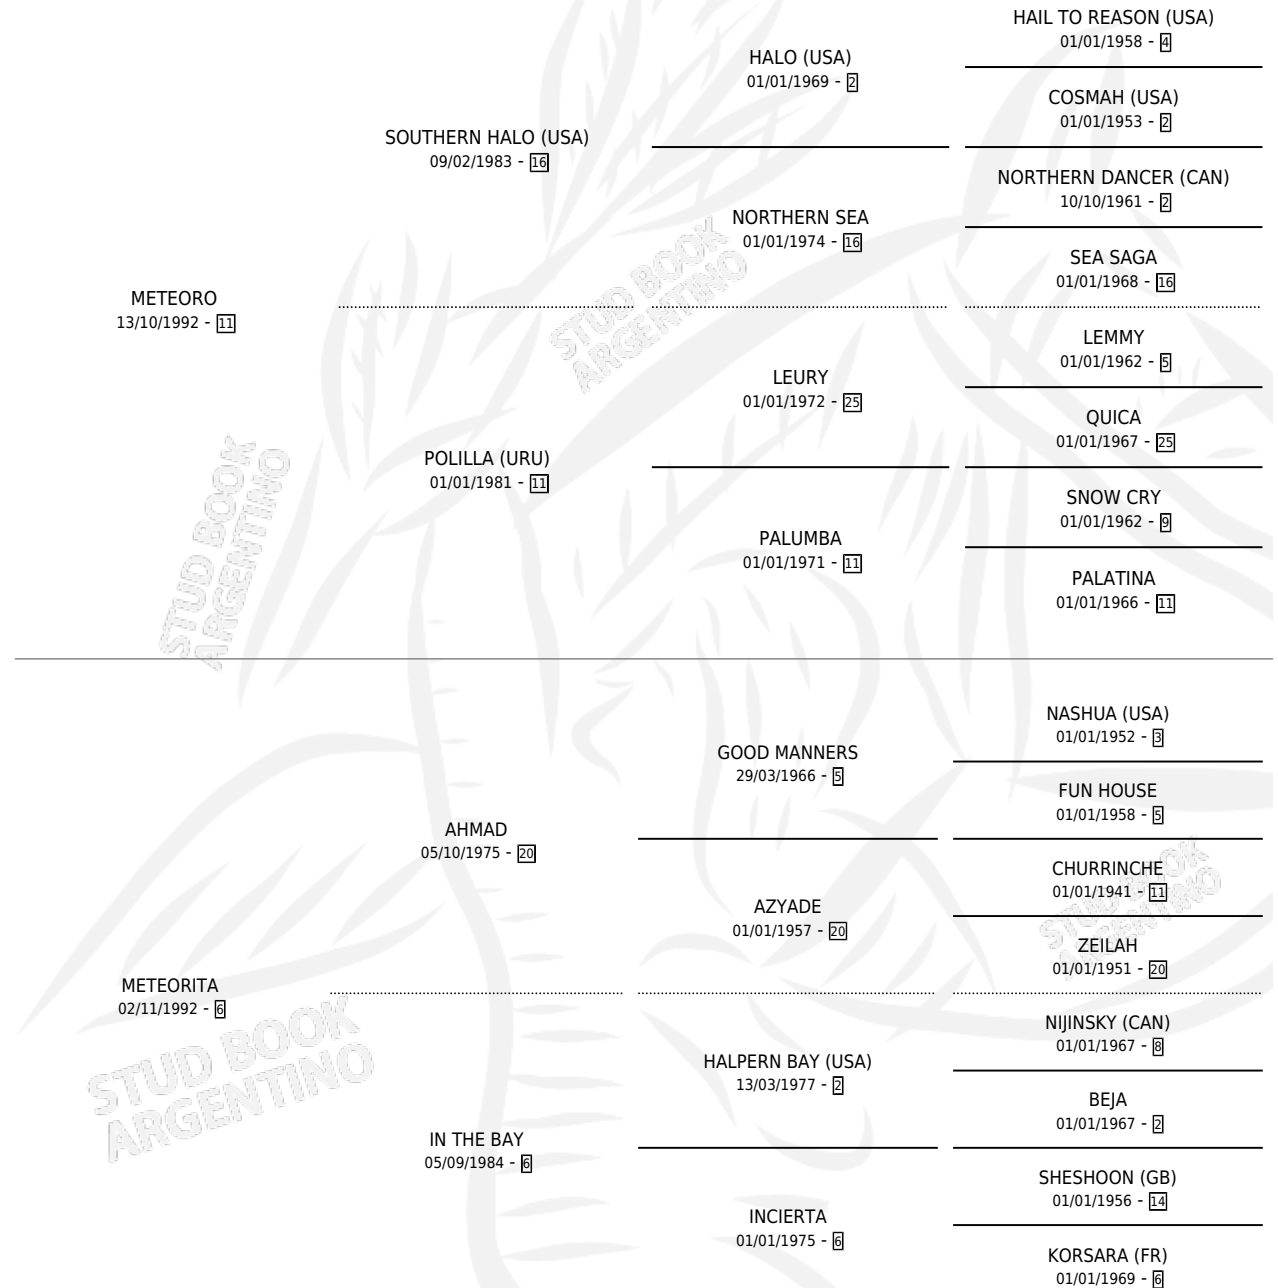 HAIL TO REASON (USA)
01/01/1958 - 4
HALO (USA)
01/01/1969 - 2
COSMAH (USA)
01/01/1953 - 2
SOUTHERN HALO (USA)
09/02/1983 - 16
NORTHERN DANCER (CAN)
10/10/1961 - 2
NORTHERN SEA
01/01/1974 - 16
SEA SAGA
01/01/1968 - 16
METEORO
13/10/1992 - 11
LEMMY
01/01/1962 - 5
LEURY
01/01/1972 - 25
QUICA
01/01/1967 - 25
POLILLA (URU)
01/01/1981 - 11
SNOW CRY
01/01/1962 - 9
PALUMBA
01/01/1971 - 11
PALATINA
01/01/1966 - 11
NASHUA (USA)
01/01/1952 - 3
GOOD MANNERS
29/03/1966 - 5
FUN HOUSE
01/01/1958 - 5
AHMAD
05/10/1975 - 20
CHURRINCHE
01/01/1941 - 11
AZYADE
01/01/1957 - 20
ZEILAH
01/01/1951 - 20
METEORITA
02/11/1992 - 6
NIJINSKY (CAN)
01/01/1967 - 8
HALPERN BAY (USA)
13/03/1977 - 2
BEJA
01/01/1967 - 2
IN THE BAY
05/09/1984 - 6
SHESHOON (GB)
01/01/1956 - 14
INCIERTA
01/01/1975 - 6
KORSARA (FR)
01/01/1969 - 6
STUD BOOK
ARGENTINO
STUD BOOK
ARGENTINO
STUD BOOK
ARGENTINO
STUD BOOK
ARGENTINO